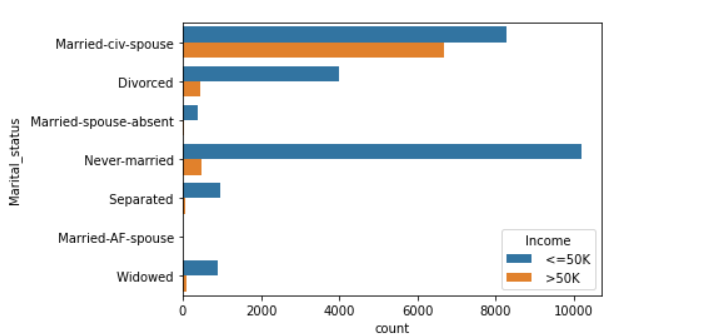 Marital_status
Married-civ-spouse
Divorced
Married-spouse-absent
Never-married
Separated
Married-AF-spouse
Widowed
Income
<=50K
>50K
0 2000 4000 6000 8000 10000
count